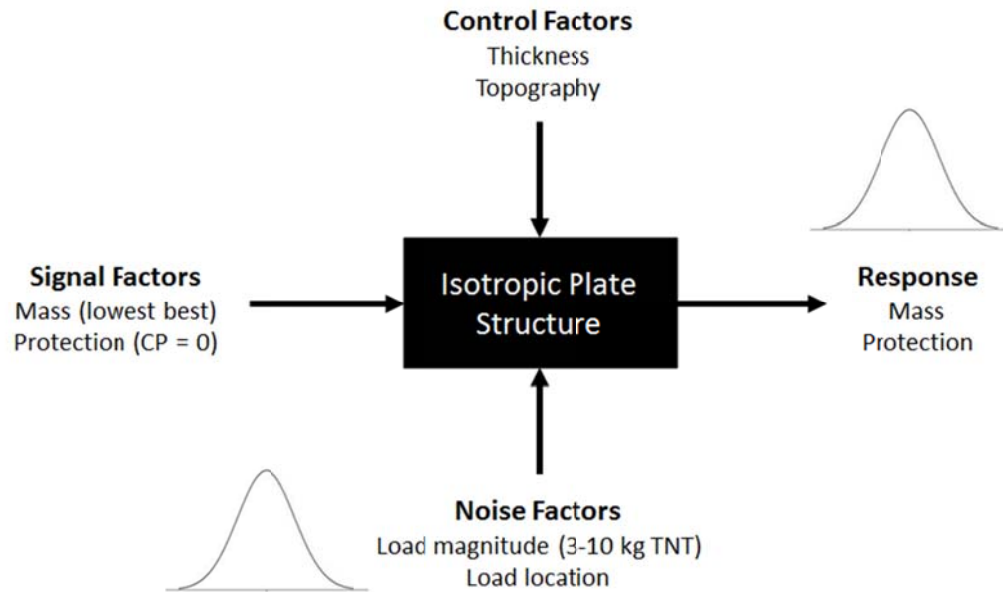 Control Factors
Thickness
Topography
Signal Factors
Mass (lowest best)
Protection (CP = 0)
Isotropic Plate
Structure
Response
Mass
Protection
Noise Factors
Load magnitude (3-10 kg TNT)
Load location